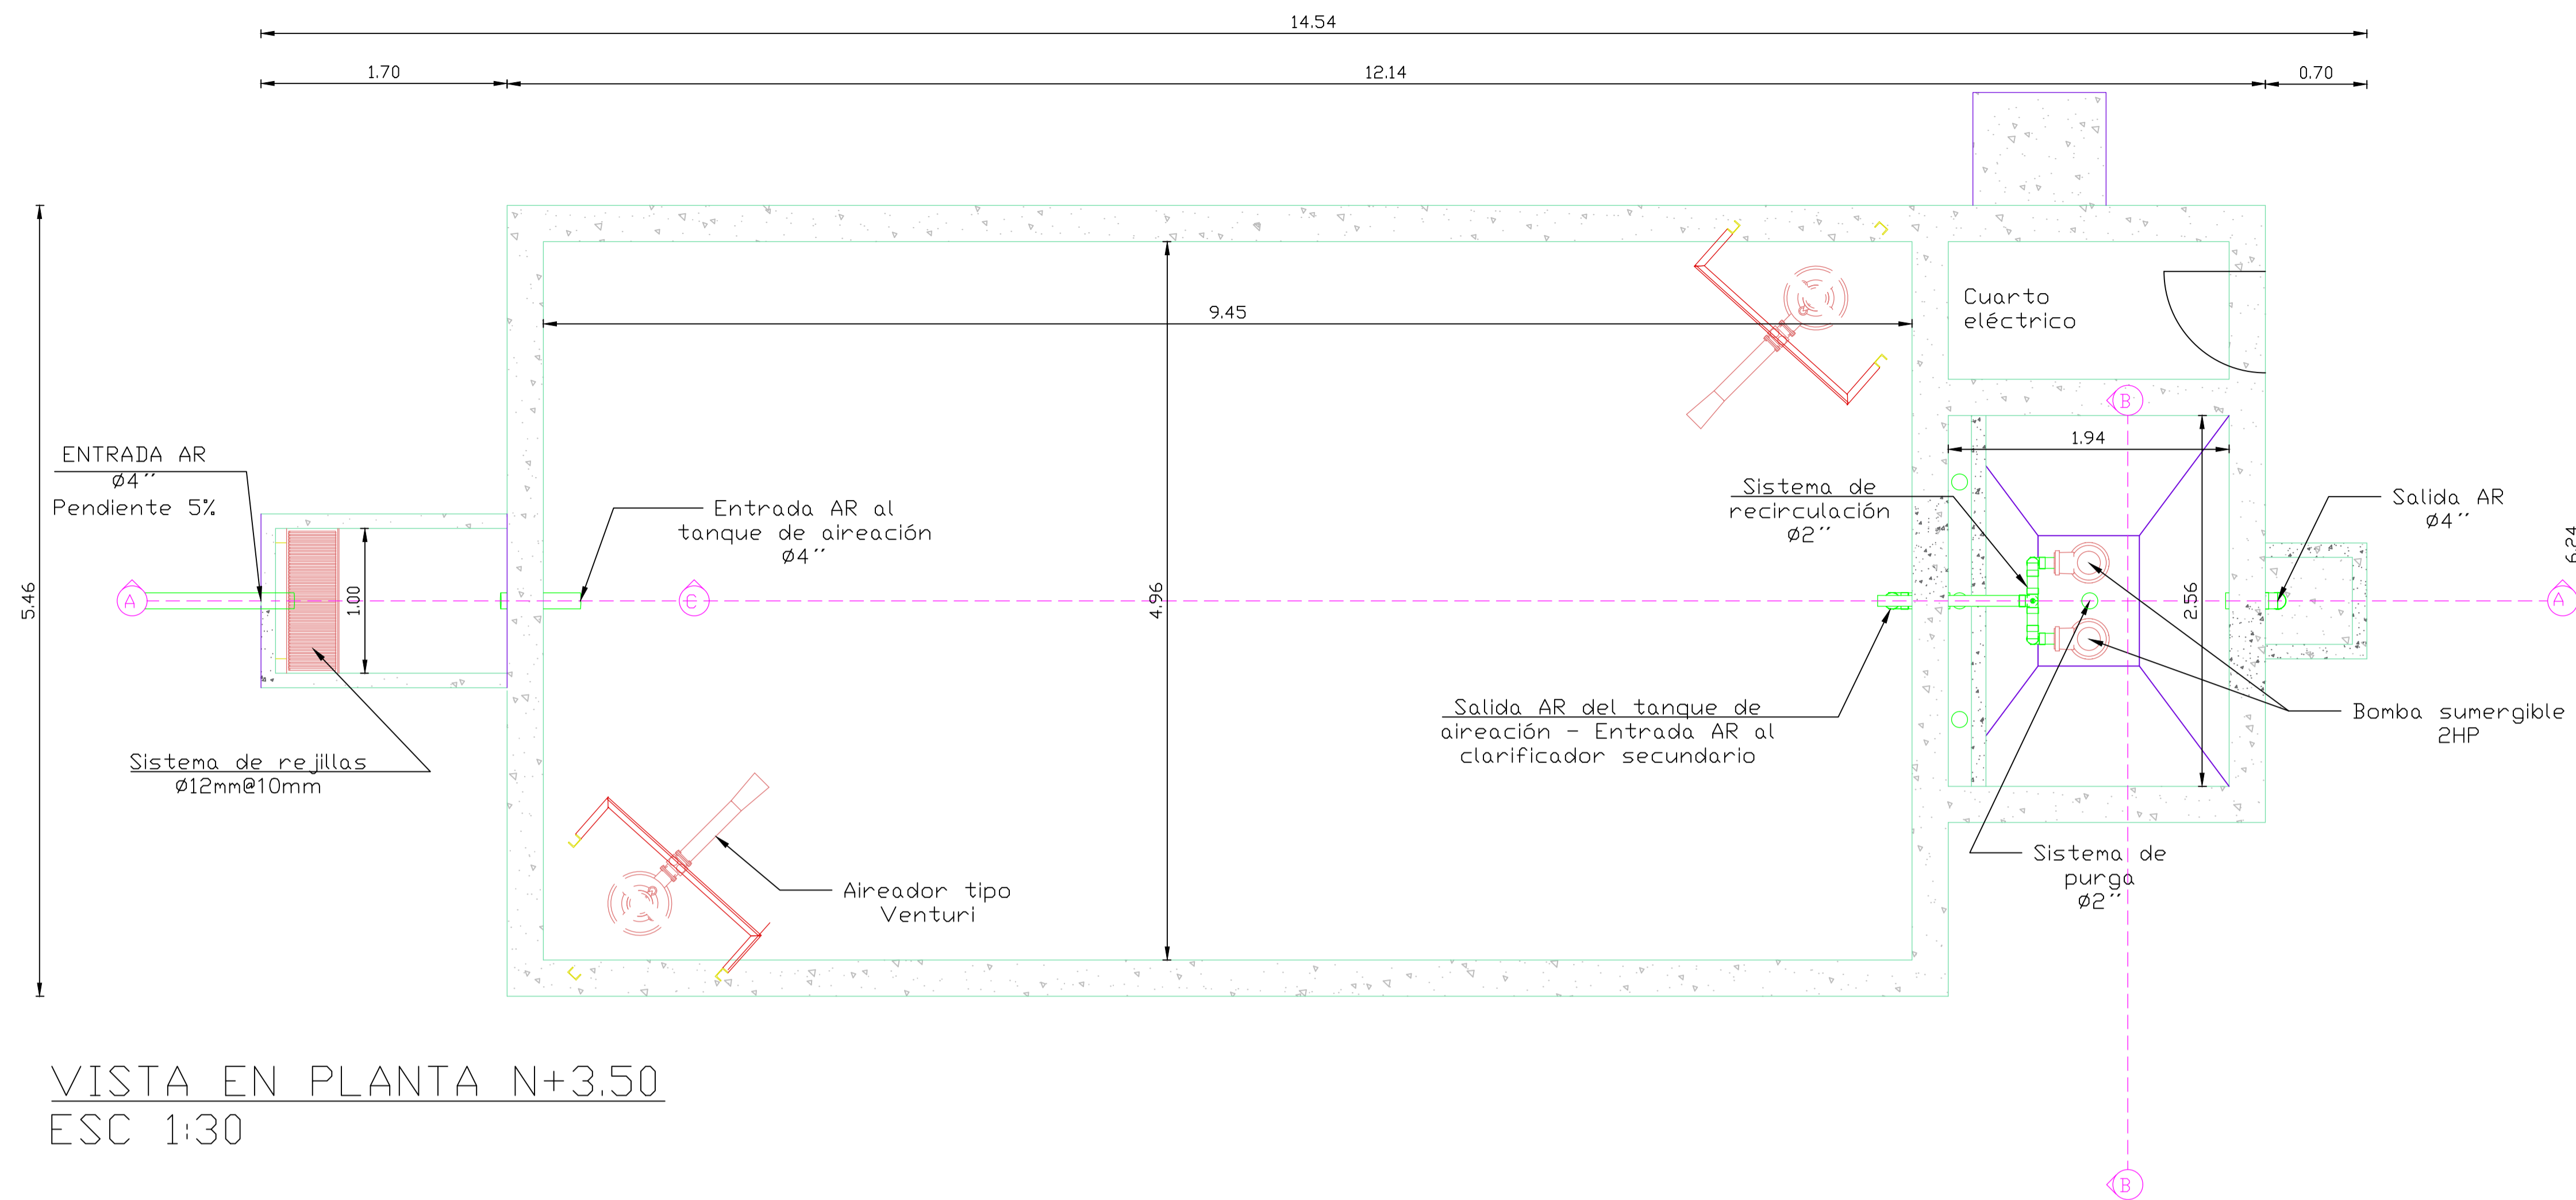 14.54
1.70
12.14
0.70
9.45
Cuarto
eléctrico
B
1.94
ENTRADA AR
Ø4´´
Pendiente 5%
Sistema de
recirculación
Ø2´´
Salida AR
Ø4´´
Entrada AR al
tanque de aireación
Ø4´´
6.24
5.46
A
1.00
C
4.96
2.56
A
Salida AR del tanque de
aireación - Entrada AR al
clarificador secundario
Bomba sumergible
2HP
Sistema de rejillas
Ø12mm@10mm
Sistema de
purga
Ø2´´
Aireador tipo
Venturi
VISTA EN PLANTA N+3.50
ESC 1:30
B